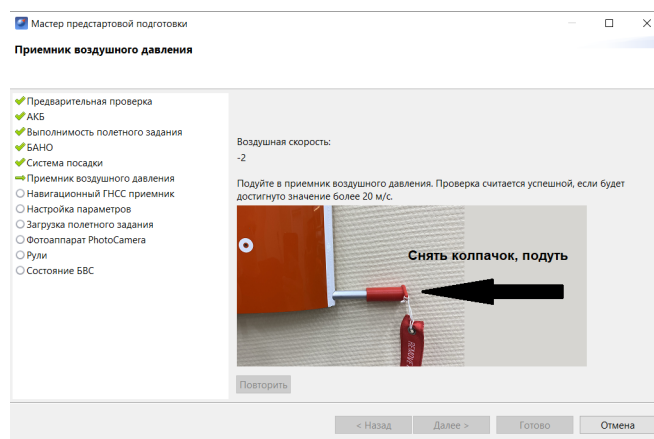 Мастер предстартовой подготовки
Приемник воздушного давления
Предварительная проверка
АКБ
Выполнимость полетного задания
БАНО
Система посадки
Приемник воздушного давления
Навигационный ГНСС приемник
Настройка параметров
Загрузка полетного задания
Фотоаппарат PhotoCamera
Рули
Состояние БВС
Воздушная скорость:
-2
Подуйте в приемник воздушного давления. Проверка считается успешной, если будет
достигнуто значение более 20 м/с.
Снять колпачок, подуть
Повторить
< Назад
Далее >
Готово
Отмена